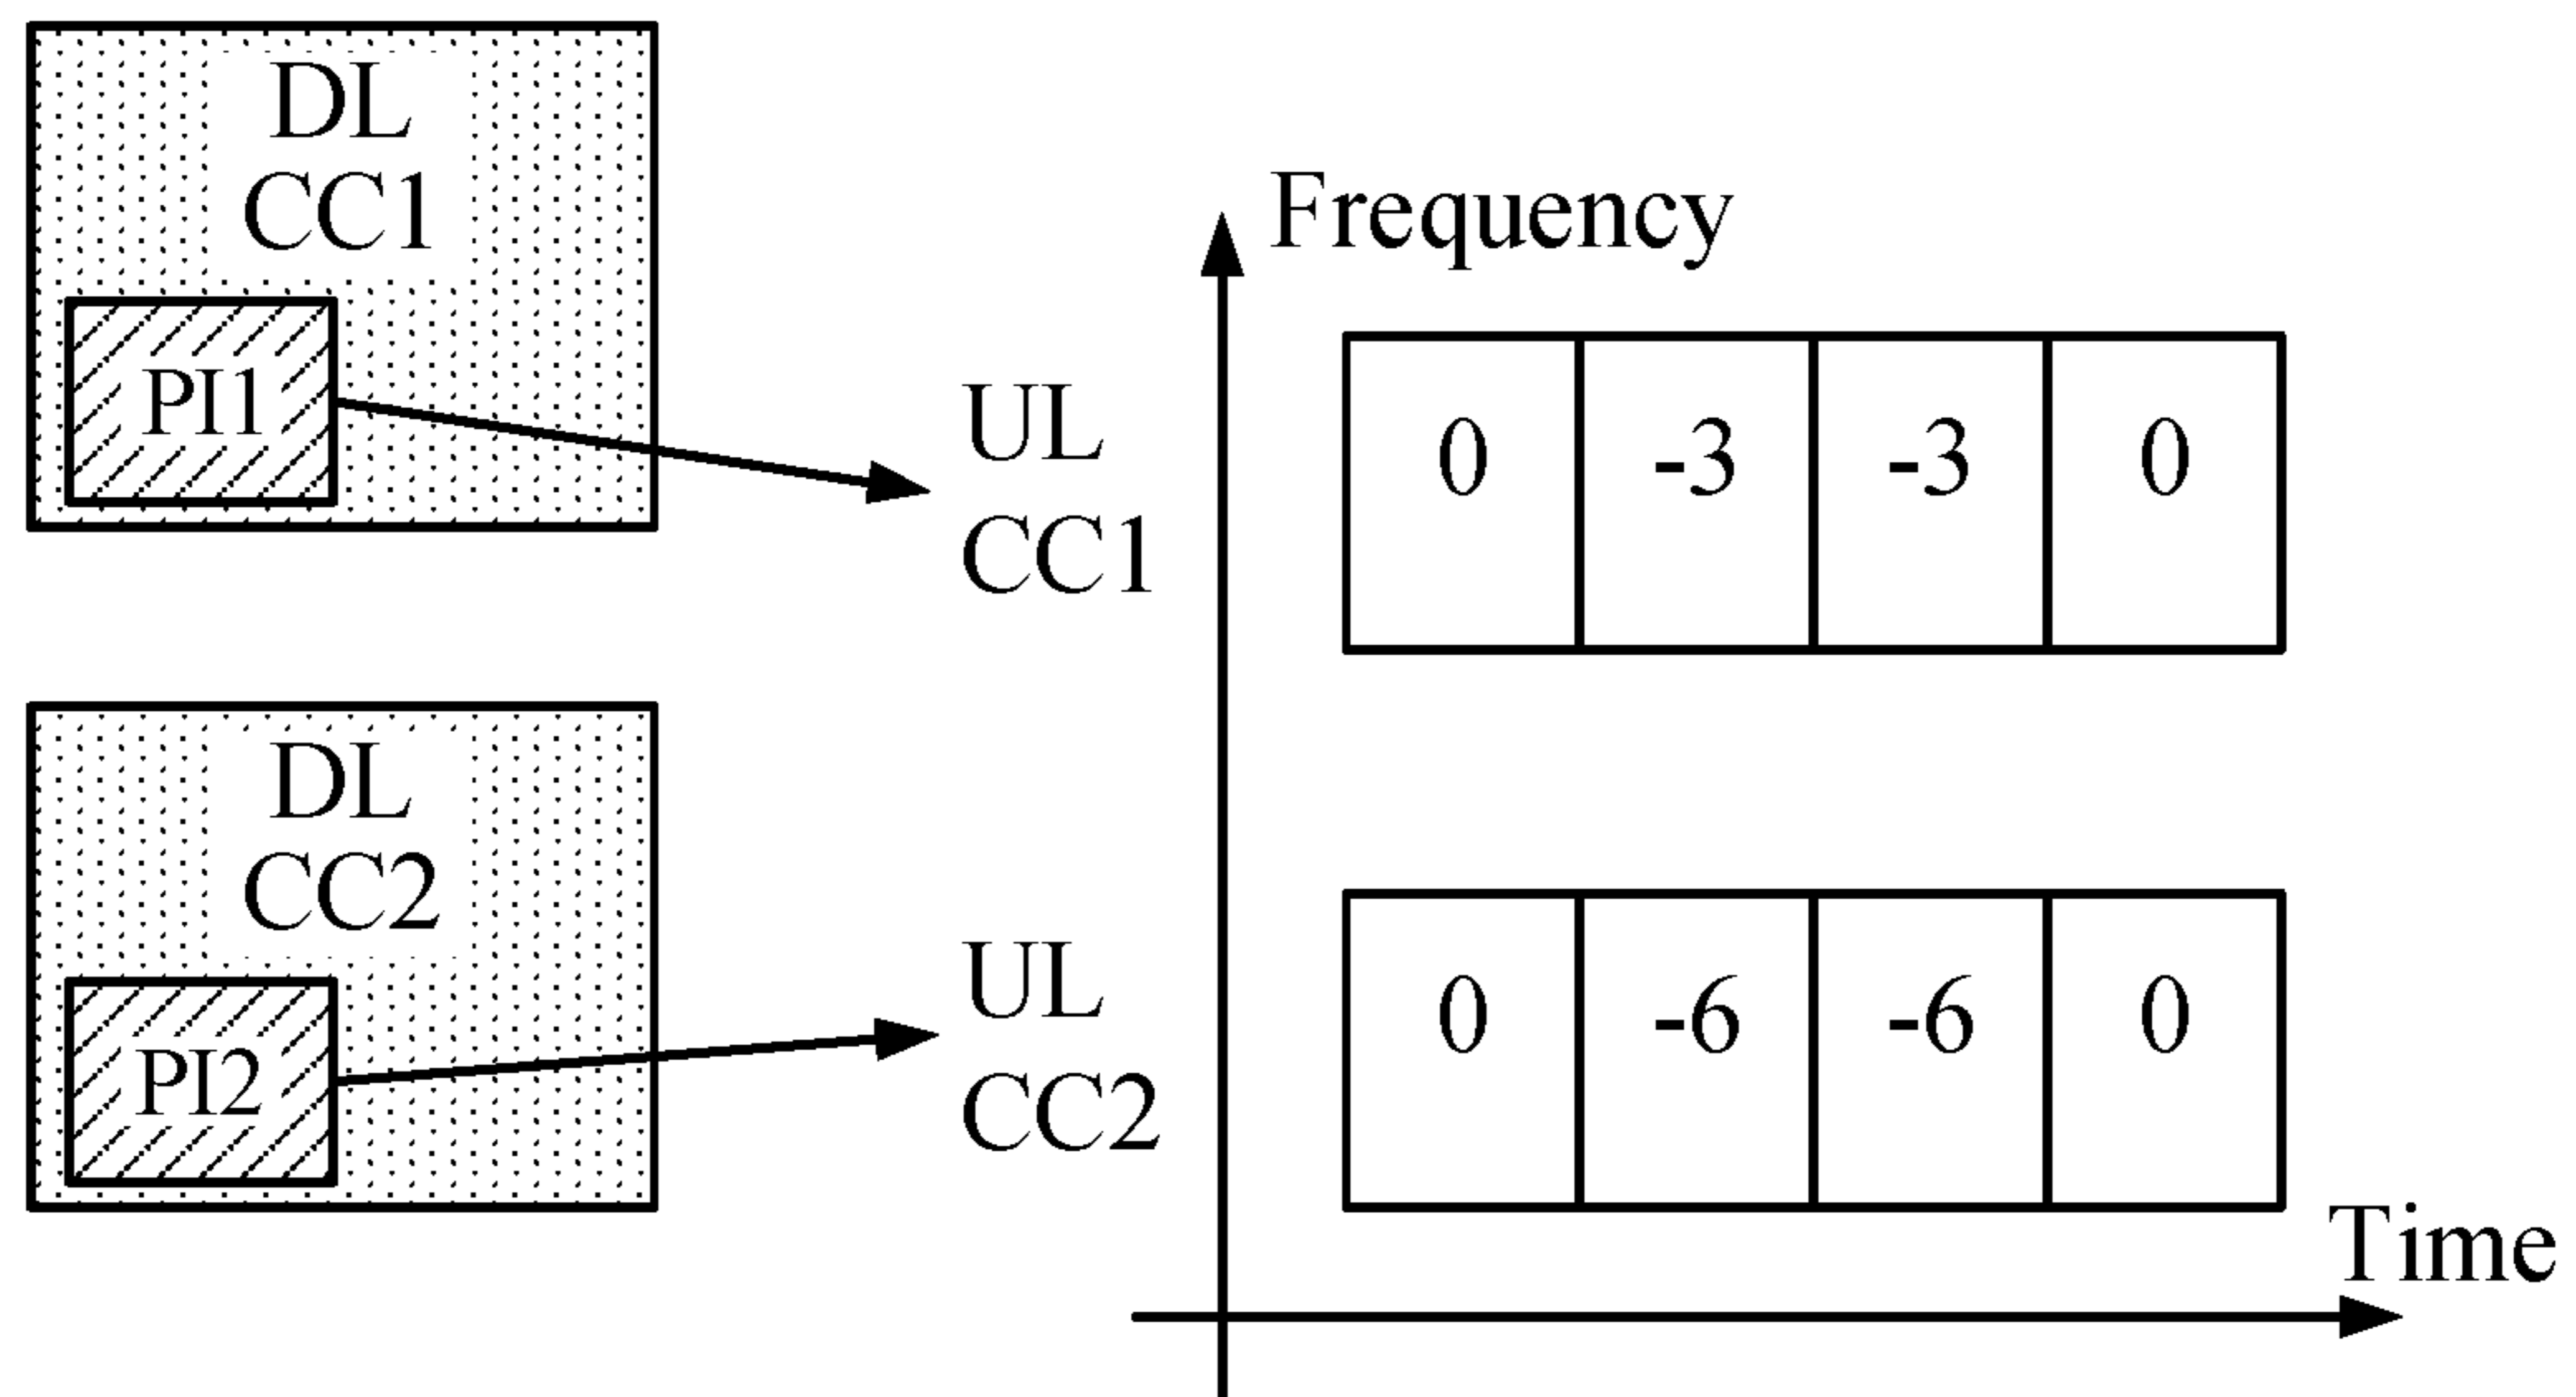 DL
CC1
PI1
Frequency
UL
CC1
0 -3 -3 0
DL
CC2
PI2
UL
CC2
0 -6 -6 0
Time